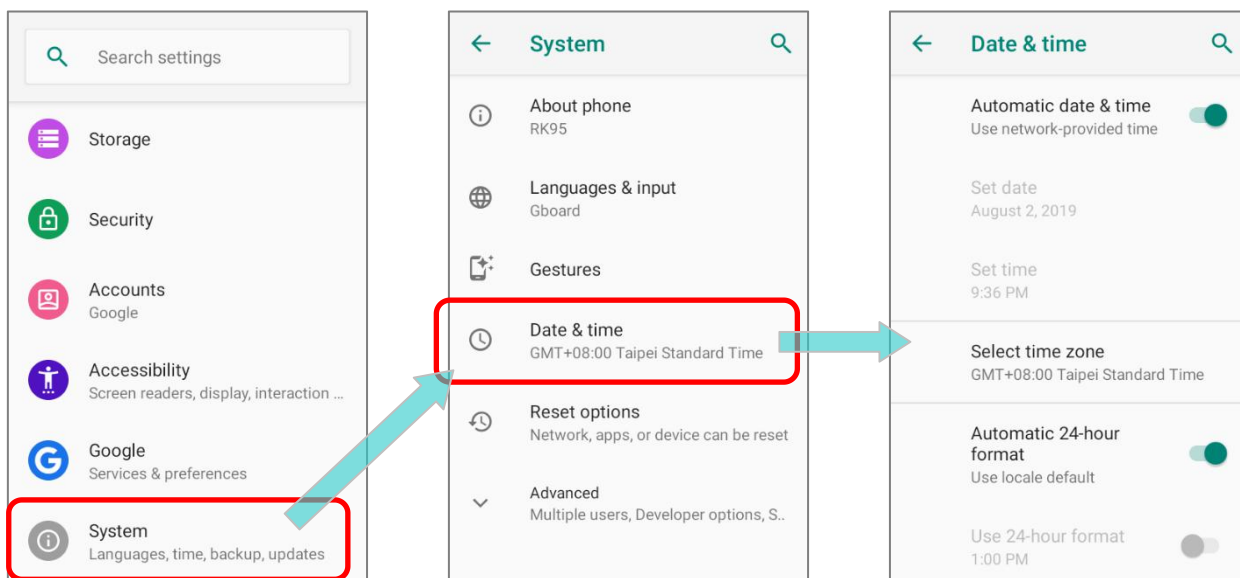 Search settings
Storage
Security
Accounts
Google
Accessibility
Screen readers, display, interaction ...
Google
Services & preferences
System
Languages, time, backup, updates
System
About phone
RK95
Languages & input
Gboard
Gestures
Date & time
GMT+08:00 Taipei Standard Time
Reset options
Network, apps, or device can be reset
Advanced
Multiple users, Developer options, S..
Date & time
Automatic date & time
Use network-provided time
Set date
August 2, 2019
Set time
9:36 PM
Select time zone
GMT+08:00 Taipei Standard Time
Automatic 24-hour
format
Use locale default
Use 24-hour format
1:00 PM